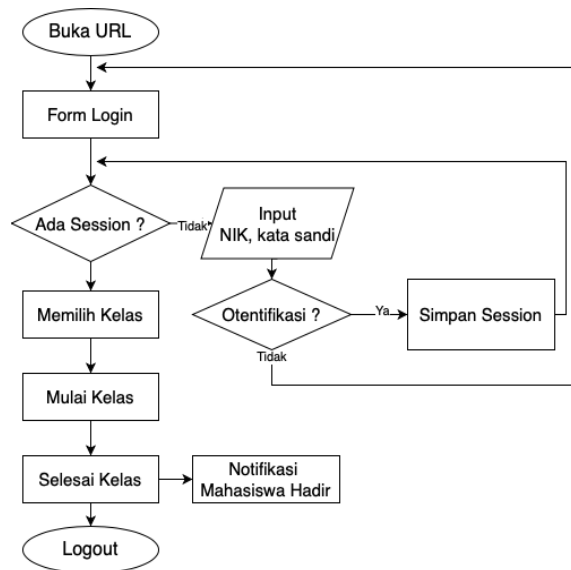 Buka URL
Form Login
Ada Session ?
Tidak
Input
NIK, kata sandi
Memilih Kelas
Otentifikasi ?
Ya
Simpan Session
Tidak
Mulai Kelas
Selesai Kelas
Notifikasi
Mahasiswa Hadir
Logout